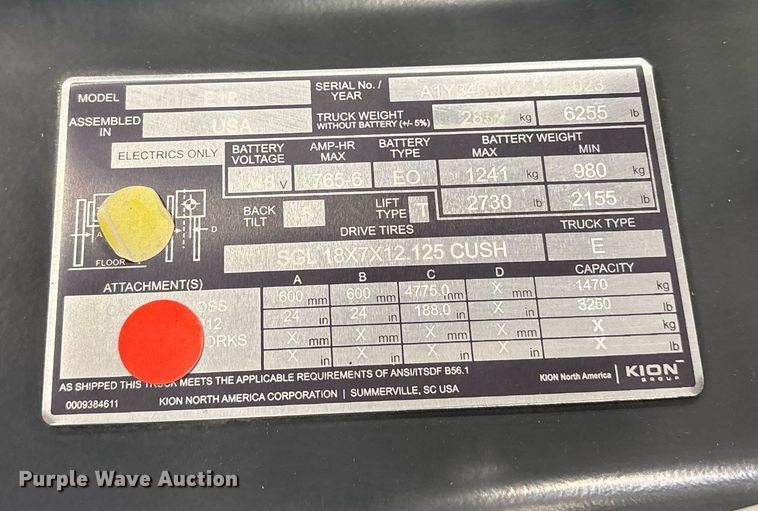 MODEL
SERIAL No. / YEAR
ASSEMBLED IN USA
TRUCK WEIGHT WITHOUT BATTERY (+/- 5%) kg 6255 lb
ELECTRICS ONLY
BATTERY VOLTAGE AMP-HR MAX BATTERY TYPE BATTERY WEIGHT MAX MIN
V 765-6 EO 1241 kg 980 kg
2730 lb 2155 lb
BACK TILT LIFT TYPE
A D
FLOOR
DRIVE TIRES TRUCK TYPE
SGL 18X7X12.125 CUSH E
ATTACHMENT(S) A B C D CAPACITY
600 mm 600 mm 4775.0 mm X mm 1470 kg
24 in 24 in 188.0 in X in 3250 lb
X mm X mm X mm X mm X kg
X in X in X in X in X lb
AS SHIPPED THIS TRUCK MEETS THE APPLICABLE REQUIREMENTS OF ANSI/ITSDF B56.1
0009384611 KION NORTH AMERICA CORPORATION | SUMMERVILLE, SC USA
KION North America | KION GROUP
Purple Wave Auction